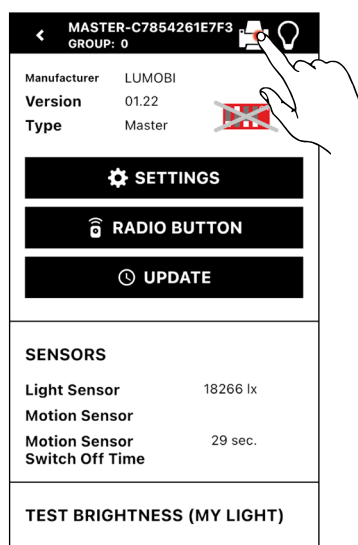 MASTER-C7854261E7F3
GROUP: 0
Manufacturer LUMOBI
Version 01.22
Type Master
SETTINGS
RADIO BUTTON
UPDATE
SENSORS
Light Sensor 18266 lx
Motion Sensor
Motion Sensor 29 sec.
Switch Off
Time
TEST BRIGHTNESS (MY LIGHT)